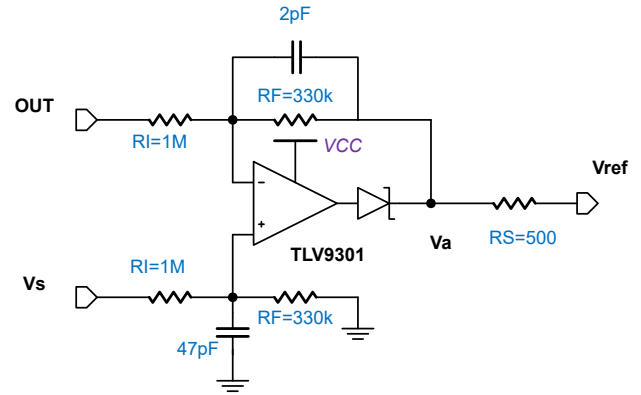 2pF
RF=330k
OUT
RI=1M
VCC
−
+
TLV9301
Vref
Va
RS=500
RI=1M
Vs
RF=330k
47pF